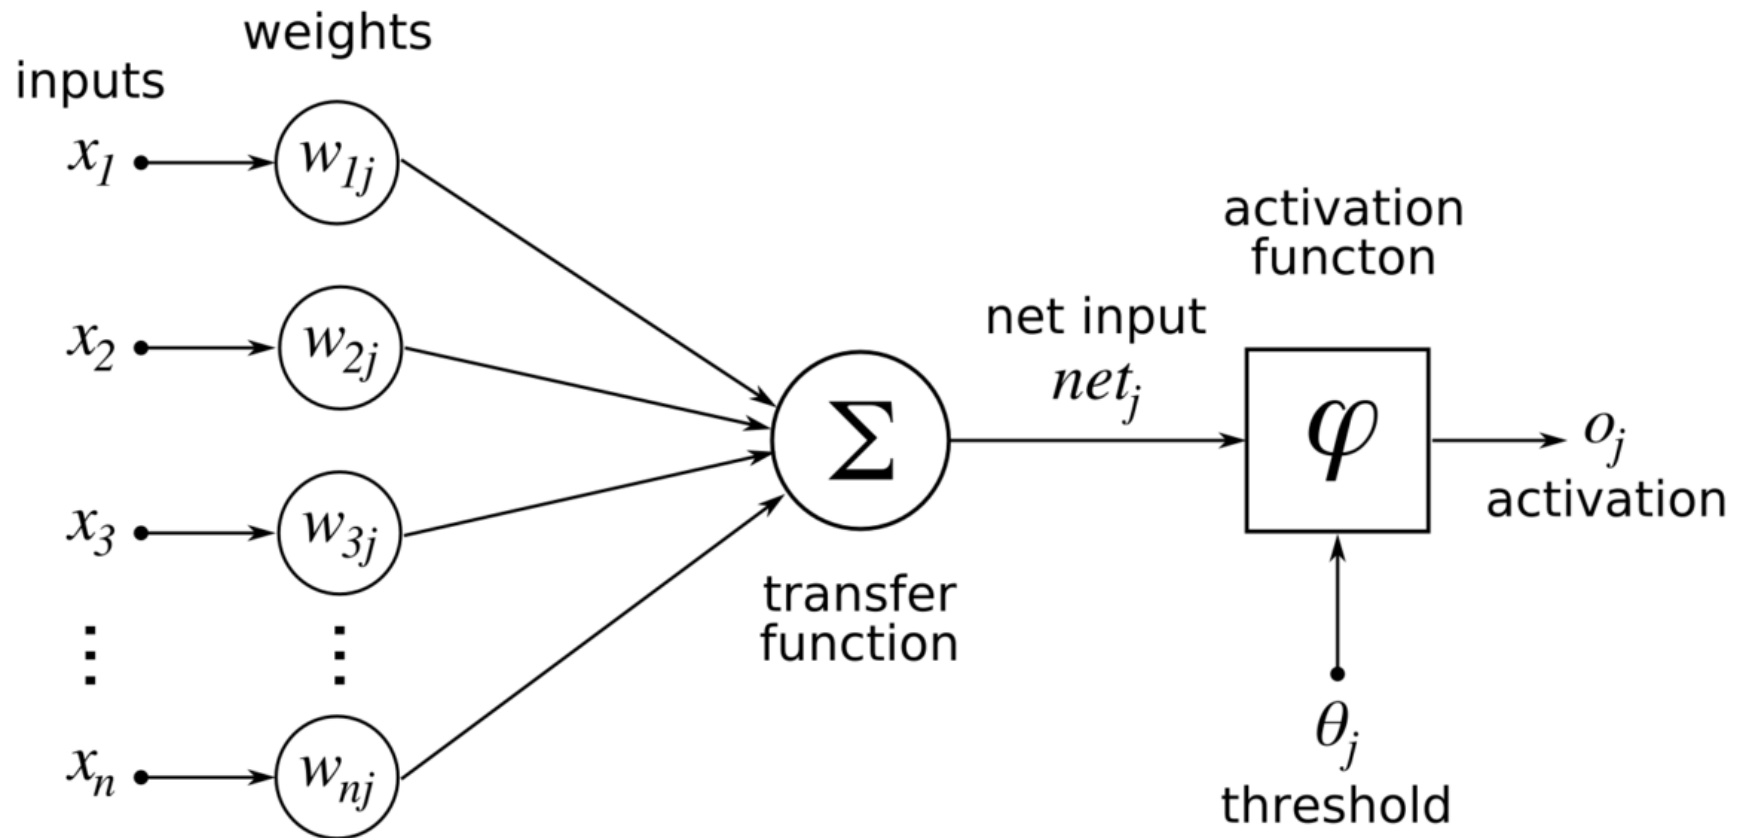 weights
inputs
x1
w1j
x2
w2j
x3
w3j
⋮ ⋮
xn
wnj
Σ
transfer
function
net input
netj
activation
functon
φ
oj
activation
θj
threshold